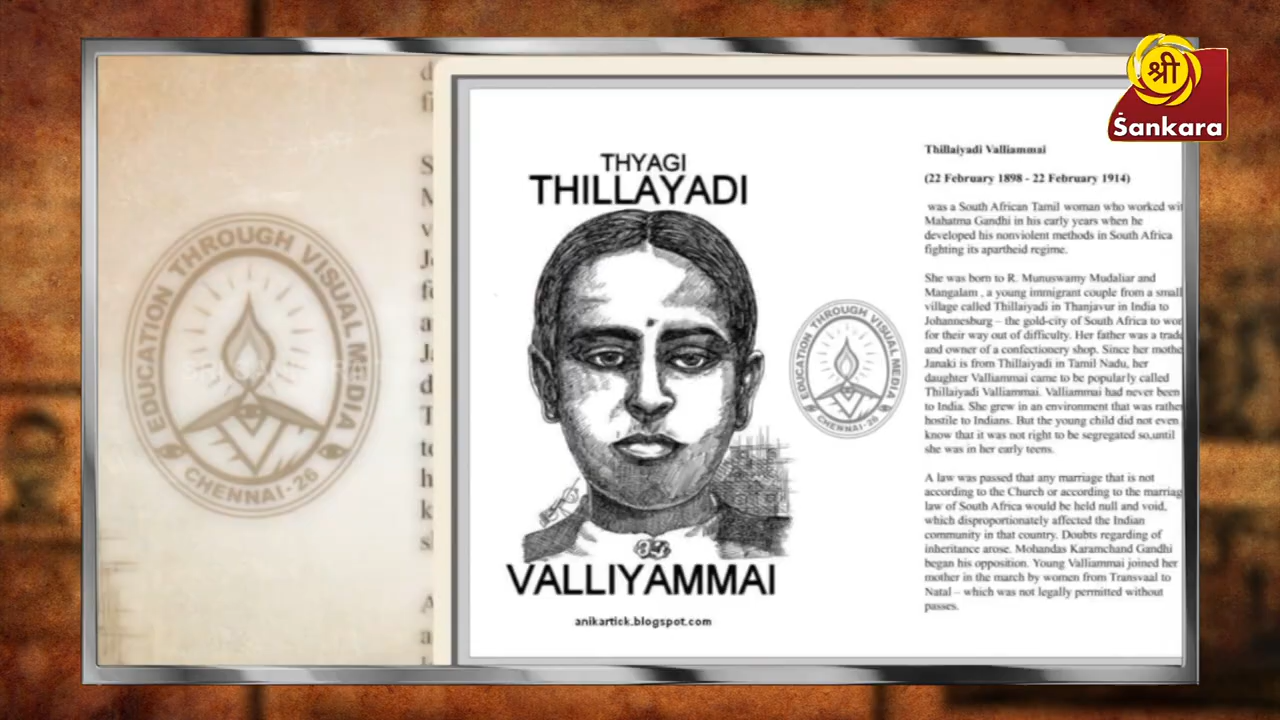 श्री
Śankara
EDUCATION THROUGH VISUAL MEDIA
CHENNAI-26
THYAGI
THILLAYADI
VALLIYAMMAI
anikartick.blogspot.com
EDUCATION THROUGH VISUAL MEDIA
CHENNAI-26
Thillaiyadi Valliammai
(22 February 1898 - 22 February 1914)
was a South African Tamil woman who worked wit
Mahatma Gandhi in his early years when he
developed his nonviolent methods in South Africa
fighting its apartheid regime.
She was born to R. Munuswamy Mudaliar and
Mangalam , a young immigrant couple from a small
village called Thillaiyadi in Thanjavur in India to
Johannesburg – the gold-city of South Africa to wor
for their way out of difficulty. Her father was a trade
and owner of a confectionery shop. Since her mothe
Janaki is from Thillaiyadi in Tamil Nadu, her
daughter Valliammai came to be popularly called
Thillaiyadi Valliammai. Valliammai had never been
to India. She grew in an environment that was rather
hostile to Indians. But the young child did not even
know that it was not right to be segregated so,until
she was in her early teens.
A law was passed that any marriage that is not
according to the Church or according to the marriag
law of South Africa would be held null and void,
which disproportionately affected the Indian
community in that country. Doubts regarding of
inheritance arose. Mohandas Karamchand Gandhi
began his opposition. Young Valliammai joined her
mother in the march by women from Transvaal to
Natal – which was not legally permitted without
passes.